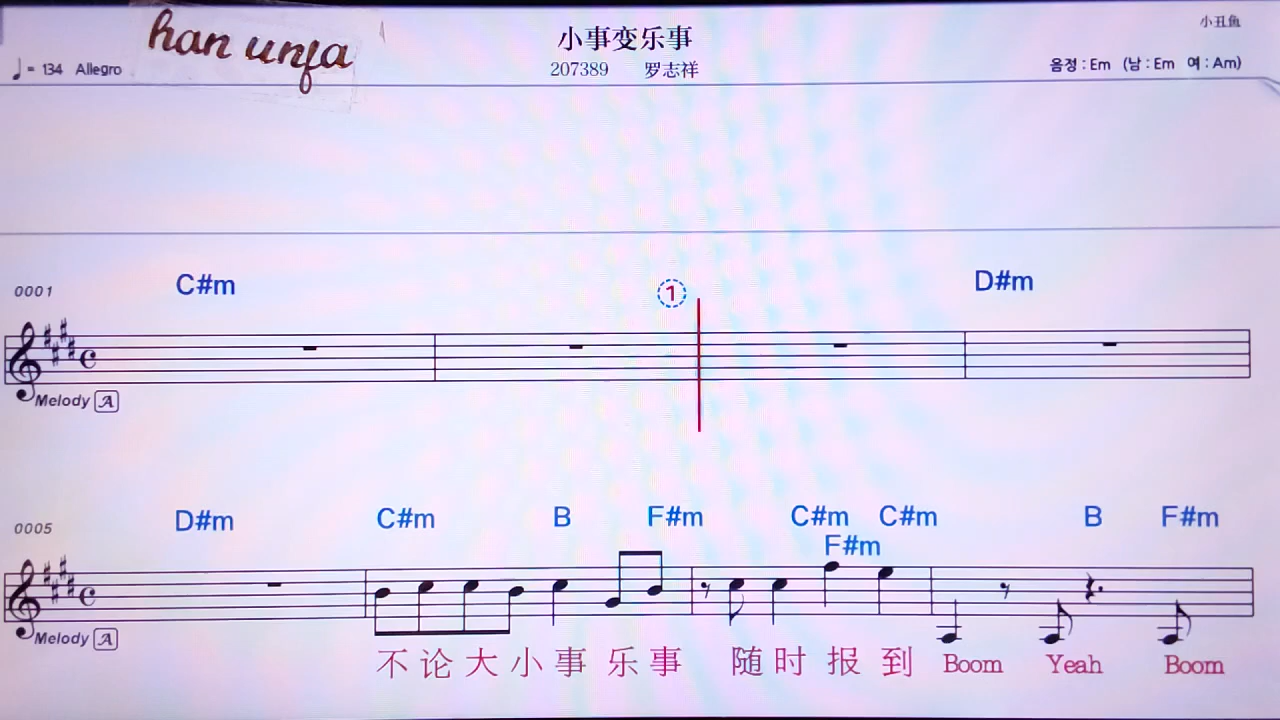 han unfa
小事变乐事
小丑鱼
♩= 134 Allegro
207389 罗志祥
음정 : Em (남 : Em 여 : Am)
0001
C#m
1
D#m
Melody A
0005
D#m C#m B F#m C#m C#m B F#m
F#m
Melody A
不论大小事 乐事 随时报到 Boom Yeah Boom